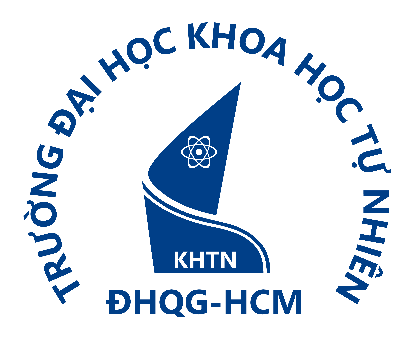 TRƯỜNG ĐẠI HỌC KHOA HỌC TỰ NHIÊN
KHTN
ĐHQG-HCM